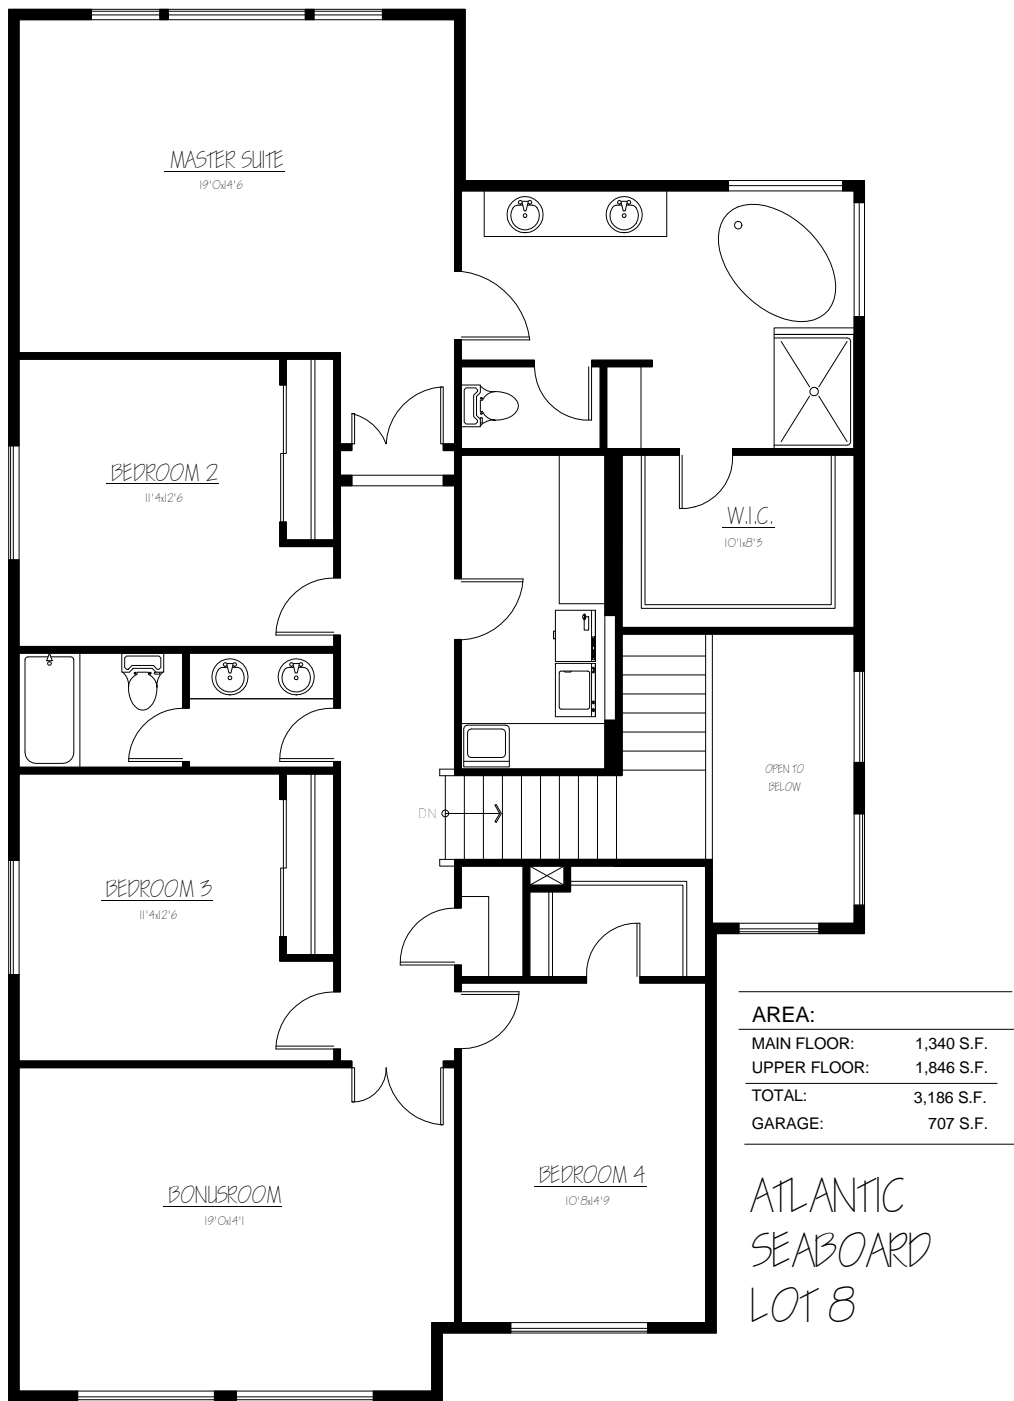 MASTER SUITE
19'0x14'6
BEDROOM 2
11'4x12'6
W.I.C.
10'1x8'3
OPEN TO
BELOW
DN
BEDROOM 3
11'4x12'6
AREA:
MAIN FLOOR: 1,340 S.F.
UPPER FLOOR: 1,846 S.F.
TOTAL: 3,186 S.F.
GARAGE: 707 S.F.
BEDROOM 4
10'8x14'9
BONUSROOM
19'0x14'1
ATLANTIC
SEABOARD
LOT 8